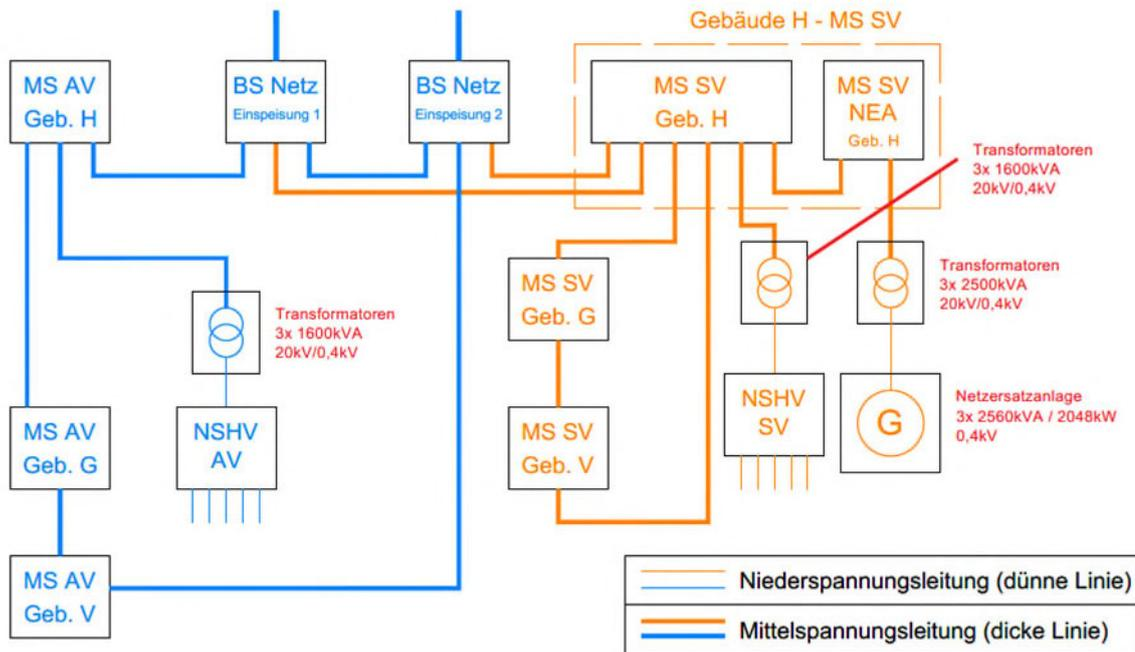 Gebäude H - MS SV
MS AV
Geb. H
BS Netz
Einspeisung 1
BS Netz
Einspeisung 2
MS SV
Geb. H
MS SV
NEA
Geb. H
Transformatoren
3x 1600kVA
20kV/0,4kV
MS SV
Geb. G
Transformatoren
3x 2500kVA
20kV/0,4kV
Transformatoren
3x 1600kVA
20kV/0,4kV
MS AV
Geb. G
NSHV
AV
MS SV
Geb. V
NSHV
SV
G
Netzersatzanlage
3x 2560kVA / 2048kW
0,4kV
MS AV
Geb. V
Niederspannungsleitung (dünne Linie)
Mittelspannungsleitung (dicke Linie)